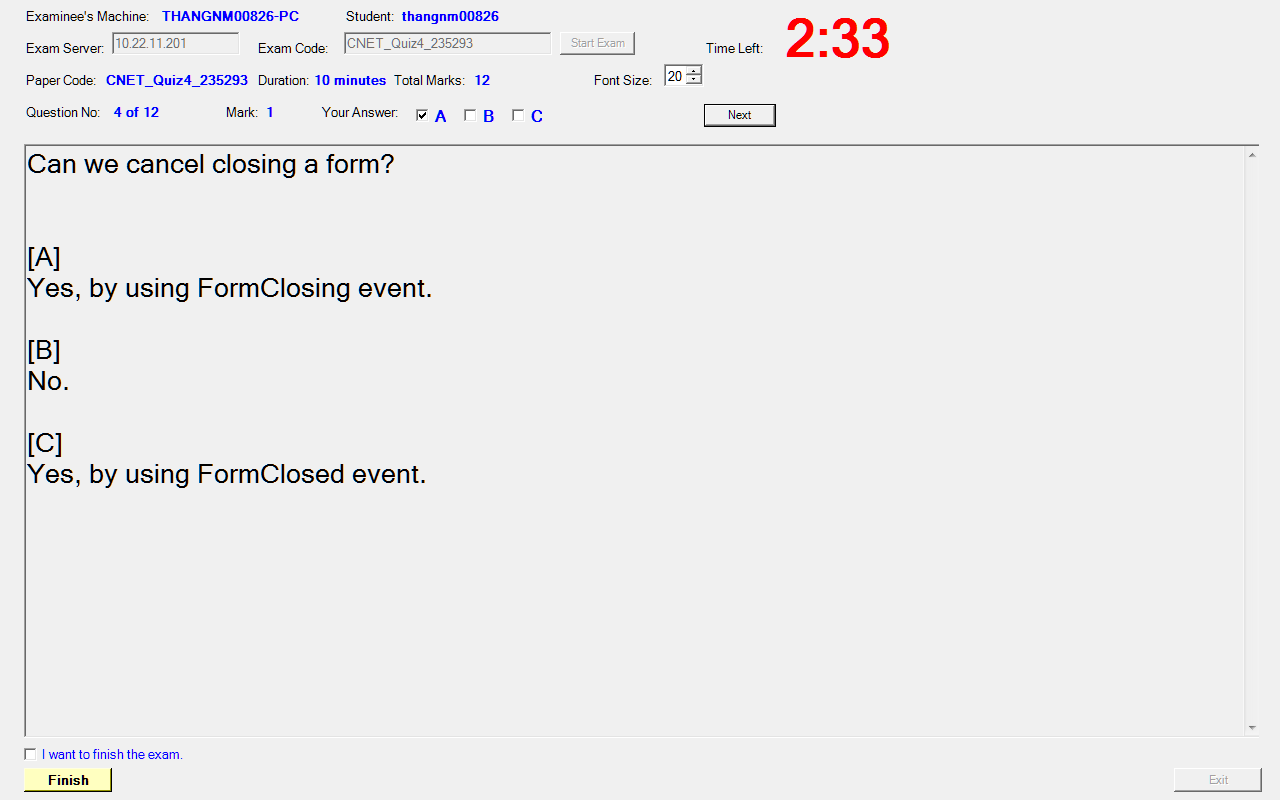 Examinee's Machine: THANGNM00826-PC Student: thangnm00826
Exam Server: 10.22.11.201 Exam Code: CNET_Quiz4_235293 Start Exam Time Left: 2:33
Paper Code: CNET_Quiz4_235293 Duration: 10 minutes Total Marks: 12 Font Size: 20
Question No: 4 of 12 Mark: 1 Your Answer: A B C Next
Can we cancel closing a form?
[A]
Yes, by using FormClosing event.
[B]
No.
[C]
Yes, by using FormClosed event.
I want to finish the exam.
Finish Exit